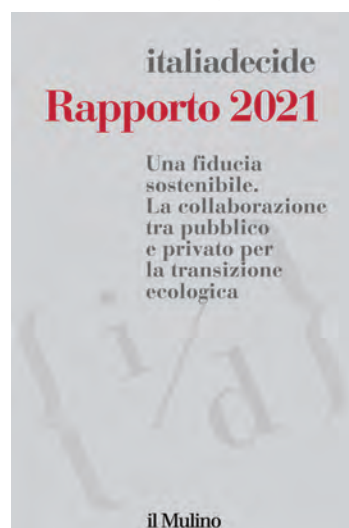 italiadecide
Rapporto 2021
Una fiducia
sostenibile.
La collaborazione
tra pubblico
e privato per
la transizione
ecologica
{i/d}
il Mulino